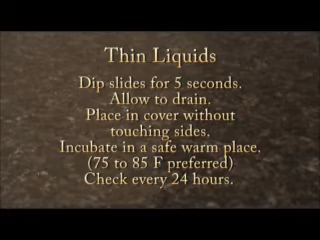 Thin Liquids
Dip slides for 5 seconds.
Allow to drain.
Place in cover without
touching sides.
Incubate in a safe warm place.
(75 to 85 F preferred)
Check every 24 hours.